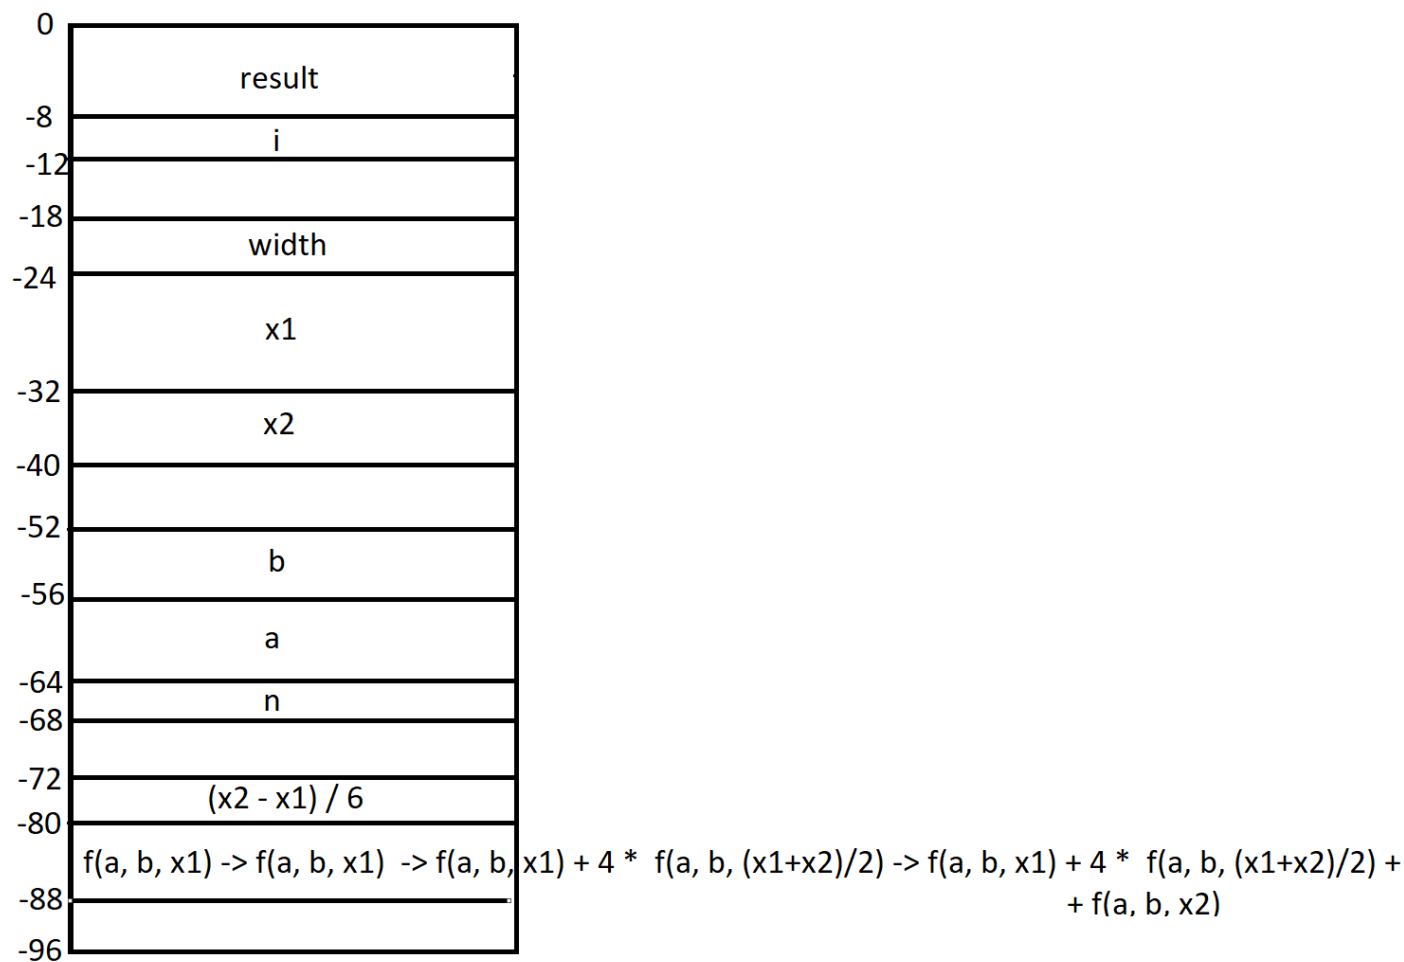 0
result
-8
i
-12
-18
width
-24
x1
-32
x2
-40
-52
b
-56
a
-64
n
-68
-72
(x2 - x1) / 6
-80
f(a, b, x1) -> f(a, b, x1) -> f(a, b, x1) + 4 * f(a, b, (x1+x2)/2) -> f(a, b, x1) + 4 * f(a, b, (x1+x2)/2) +
-88
+ f(a, b, x2)
-96